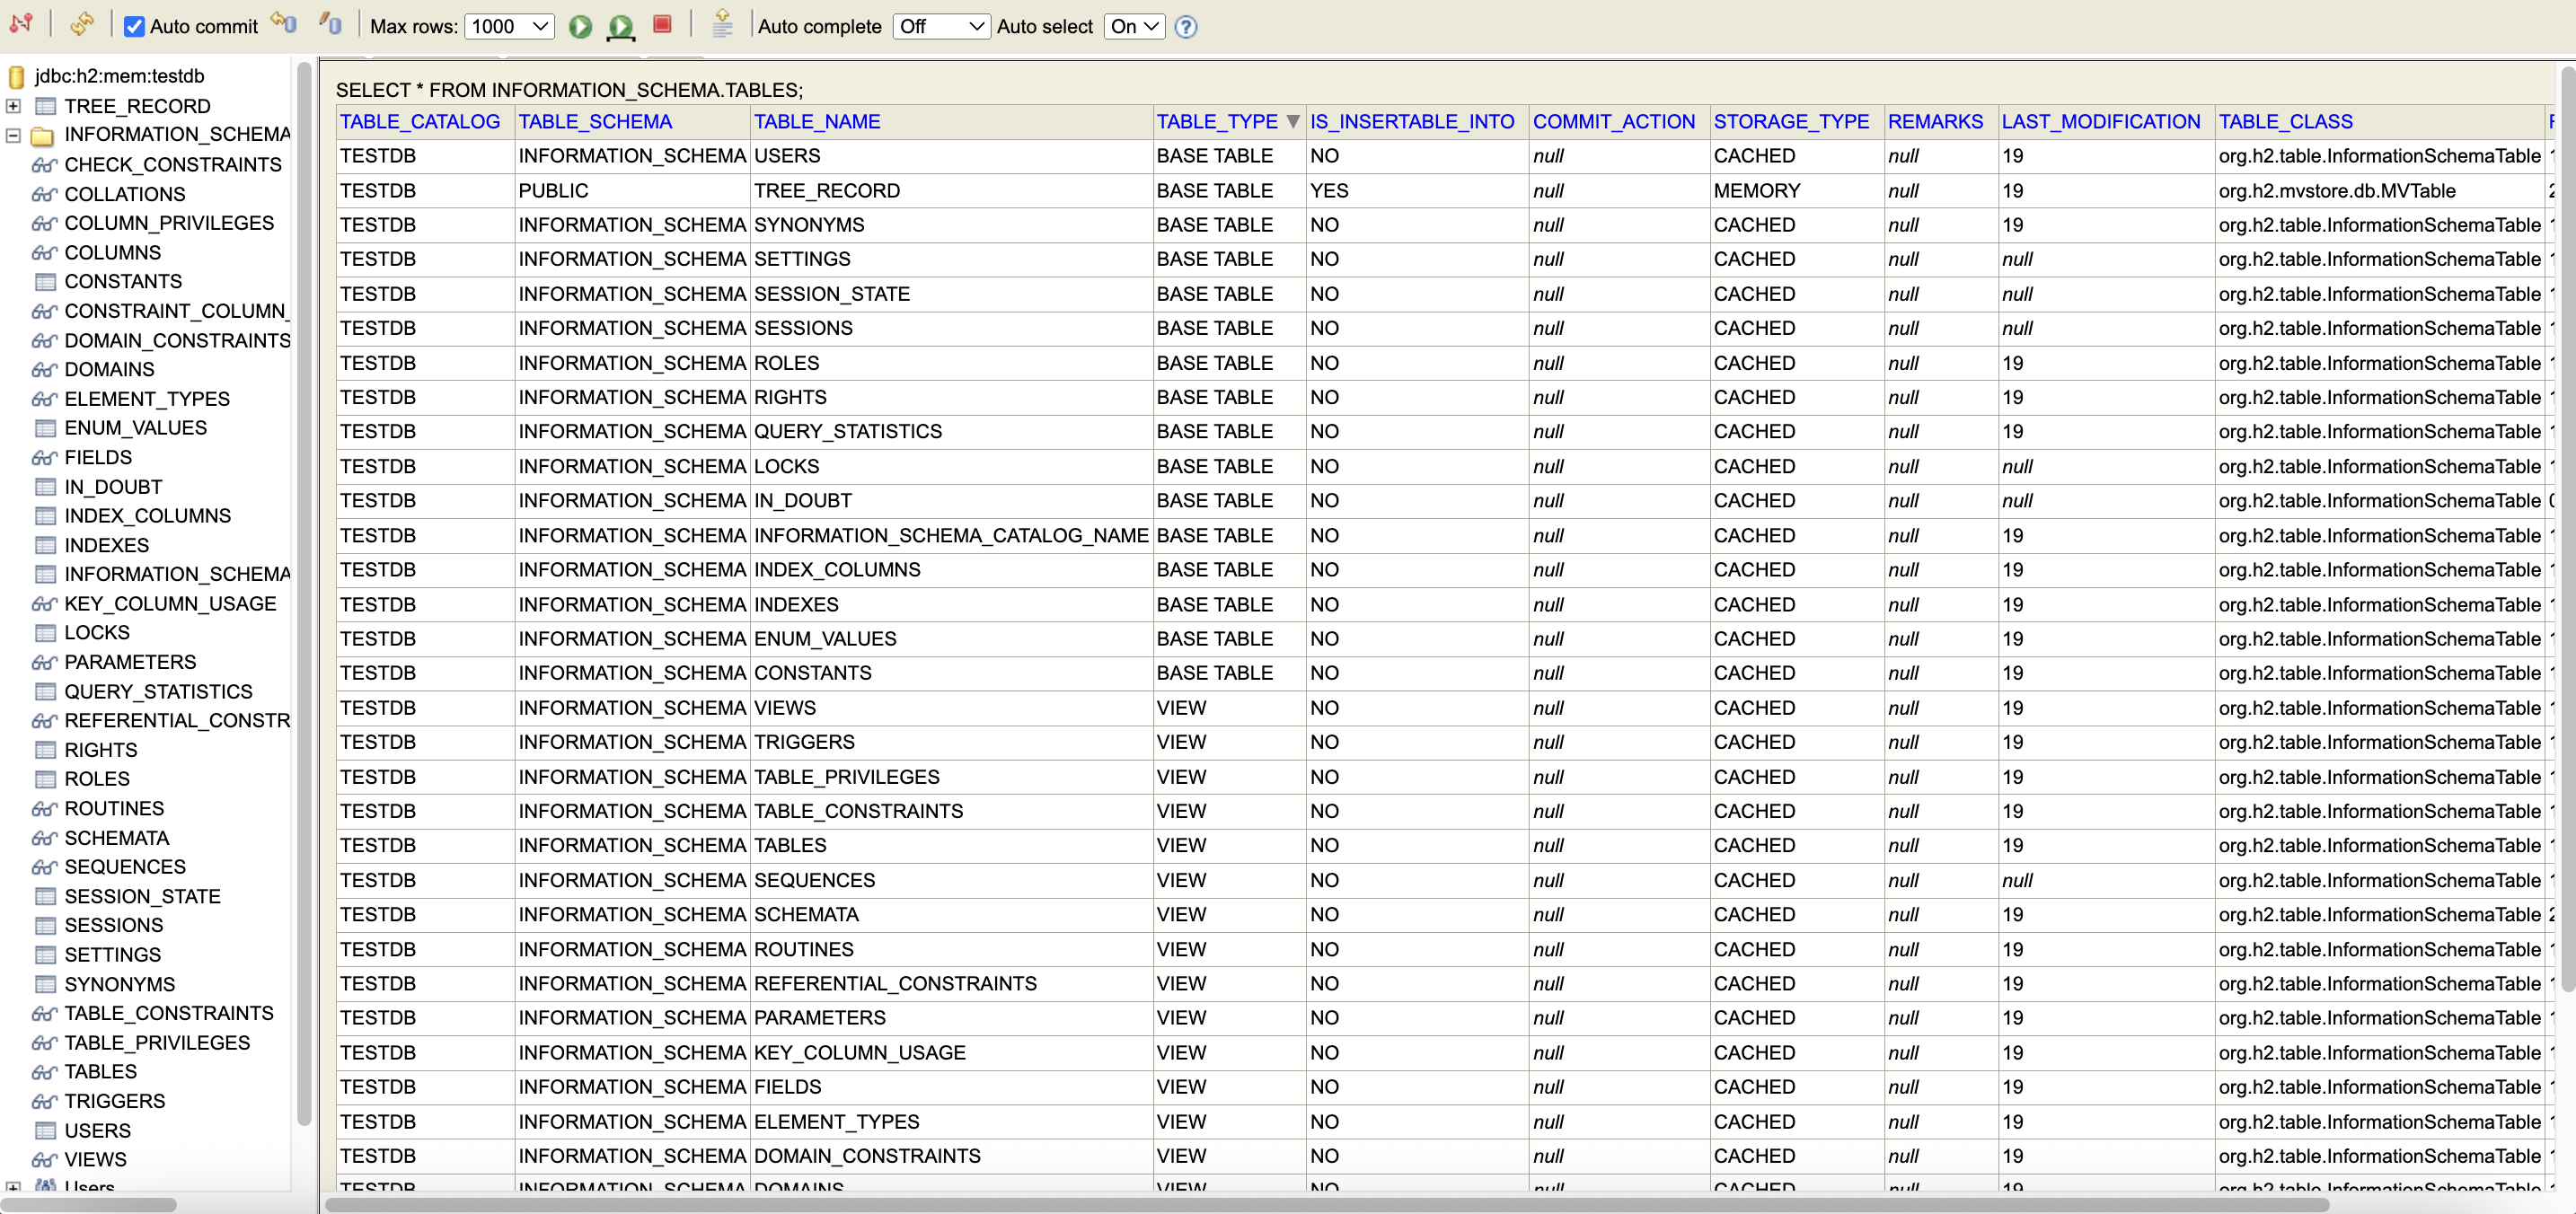 Auto commit Max rows: 1000 Auto complete Off Auto select On
jdbc:h2:mem:testdb
TREE_RECORD
INFORMATION_SCHEMA
CHECK_CONSTRAINTS
COLLATIONS
COLUMN_PRIVILEGES
COLUMNS
CONSTANTS
CONSTRAINT_COLUMN_
DOMAIN_CONSTRAINTS
DOMAINS
ELEMENT_TYPES
ENUM_VALUES
FIELDS
IN_DOUBT
INDEX_COLUMNS
INDEXES
INFORMATION_SCHEMA
KEY_COLUMN_USAGE
LOCKS
PARAMETERS
QUERY_STATISTICS
REFERENTIAL_CONSTR
RIGHTS
ROLES
ROUTINES
SCHEMATA
SEQUENCES
SESSION_STATE
SESSIONS
SETTINGS
SYNONYMS
TABLE_CONSTRAINTS
TABLE_PRIVILEGES
TABLES
TRIGGERS
USERS
VIEWS
Users
SELECT * FROM INFORMATION_SCHEMA.TABLES;
TABLE_CATALOG TABLE_SCHEMA TABLE_NAME TABLE_TYPE IS_INSERTABLE_INTO COMMIT_ACTION STORAGE_TYPE REMARKS LAST_MODIFICATION TABLE_CLASS
TESTDB INFORMATION_SCHEMA USERS BASE TABLE NO null CACHED null 19 org.h2.table.InformationSchemaTable
TESTDB PUBLIC TREE_RECORD BASE TABLE YES null MEMORY null 19 org.h2.mvstore.db.MVTable
TESTDB INFORMATION_SCHEMA SYNONYMS BASE TABLE NO null CACHED null 19 org.h2.table.InformationSchemaTable
TESTDB INFORMATION_SCHEMA SETTINGS BASE TABLE NO null CACHED null null org.h2.table.InformationSchemaTable
TESTDB INFORMATION_SCHEMA SESSION_STATE BASE TABLE NO null CACHED null null org.h2.table.InformationSchemaTable
TESTDB INFORMATION_SCHEMA SESSIONS BASE TABLE NO null CACHED null null org.h2.table.InformationSchemaTable
TESTDB INFORMATION_SCHEMA ROLES BASE TABLE NO null CACHED null 19 org.h2.table.InformationSchemaTable
TESTDB INFORMATION_SCHEMA RIGHTS BASE TABLE NO null CACHED null 19 org.h2.table.InformationSchemaTable
TESTDB INFORMATION_SCHEMA QUERY_STATISTICS BASE TABLE NO null CACHED null 19 org.h2.table.InformationSchemaTable
TESTDB INFORMATION_SCHEMA LOCKS BASE TABLE NO null CACHED null null org.h2.table.InformationSchemaTable
TESTDB INFORMATION_SCHEMA IN_DOUBT BASE TABLE NO null CACHED null null org.h2.table.InformationSchemaTable
TESTDB INFORMATION_SCHEMA INFORMATION_SCHEMA_CATALOG_NAME BASE TABLE NO null CACHED null 19 org.h2.table.InformationSchemaTable
TESTDB INFORMATION_SCHEMA INDEX_COLUMNS BASE TABLE NO null CACHED null 19 org.h2.table.InformationSchemaTable
TESTDB INFORMATION_SCHEMA INDEXES BASE TABLE NO null CACHED null 19 org.h2.table.InformationSchemaTable
TESTDB INFORMATION_SCHEMA ENUM_VALUES BASE TABLE NO null CACHED null 19 org.h2.table.InformationSchemaTable
TESTDB INFORMATION_SCHEMA CONSTANTS BASE TABLE NO null CACHED null 19 org.h2.table.InformationSchemaTable
TESTDB INFORMATION_SCHEMA VIEWS VIEW NO null CACHED null 19 org.h2.table.InformationSchemaTable
TESTDB INFORMATION_SCHEMA TRIGGERS VIEW NO null CACHED null 19 org.h2.table.InformationSchemaTable
TESTDB INFORMATION_SCHEMA TABLE_PRIVILEGES VIEW NO null CACHED null 19 org.h2.table.InformationSchemaTable
TESTDB INFORMATION_SCHEMA TABLE_CONSTRAINTS VIEW NO null CACHED null 19 org.h2.table.InformationSchemaTable
TESTDB INFORMATION_SCHEMA TABLES VIEW NO null CACHED null 19 org.h2.table.InformationSchemaTable
TESTDB INFORMATION_SCHEMA SEQUENCES VIEW NO null CACHED null null org.h2.table.InformationSchemaTable
TESTDB INFORMATION_SCHEMA SCHEMATA VIEW NO null CACHED null 19 org.h2.table.InformationSchemaTable
TESTDB INFORMATION_SCHEMA ROUTINES VIEW NO null CACHED null 19 org.h2.table.InformationSchemaTable
TESTDB INFORMATION_SCHEMA REFERENTIAL_CONSTRAINTS VIEW NO null CACHED null 19 org.h2.table.InformationSchemaTable
TESTDB INFORMATION_SCHEMA PARAMETERS VIEW NO null CACHED null 19 org.h2.table.InformationSchemaTable
TESTDB INFORMATION_SCHEMA KEY_COLUMN_USAGE VIEW NO null CACHED null 19 org.h2.table.InformationSchemaTable
TESTDB INFORMATION_SCHEMA FIELDS VIEW NO null CACHED null 19 org.h2.table.InformationSchemaTable
TESTDB INFORMATION_SCHEMA ELEMENT_TYPES VIEW NO null CACHED null 19 org.h2.table.InformationSchemaTable
TESTDB INFORMATION_SCHEMA DOMAIN_CONSTRAINTS VIEW NO null CACHED null 19 org.h2.table.InformationSchemaTable
TESTDB INFORMATION_SCHEMA DOMAINS VIEW NO null CACHED null 19 org.h2.table.InformationSchemaTable